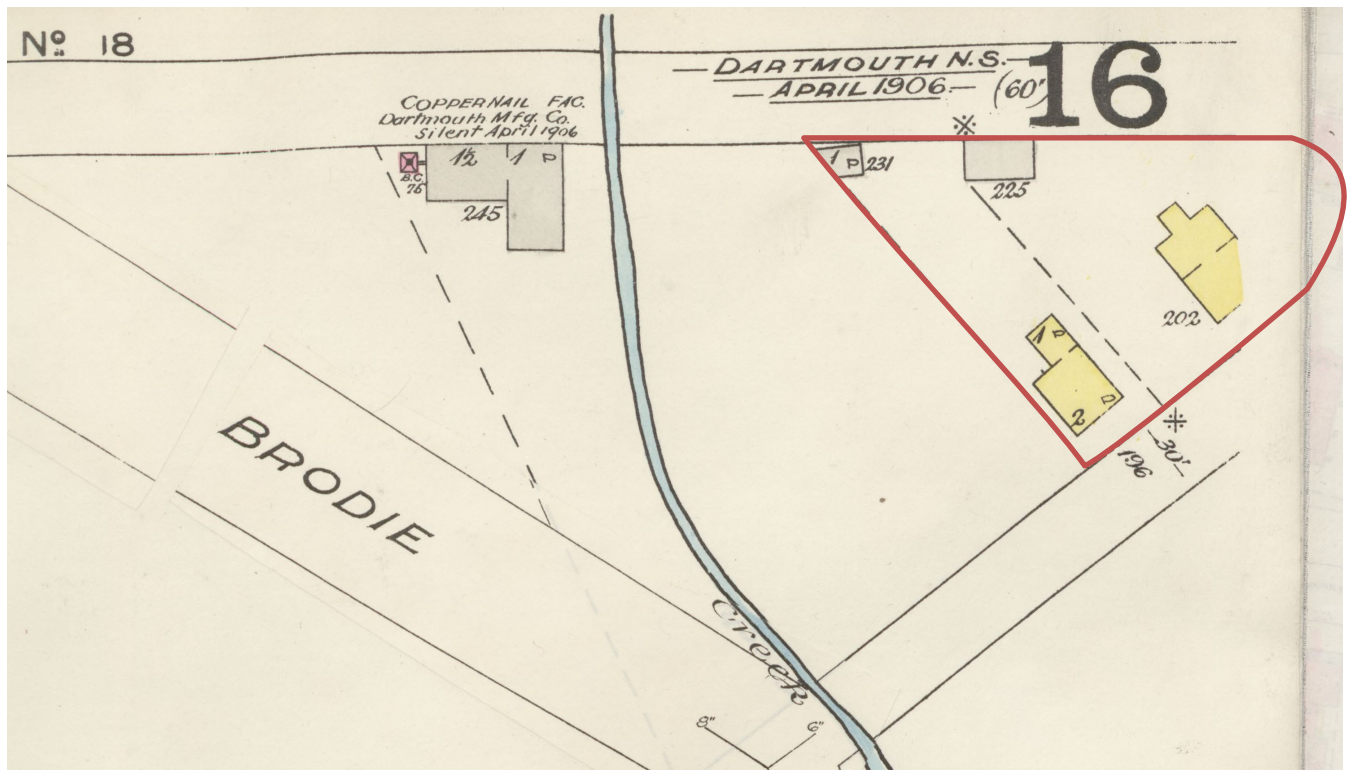 Nº 18
DARTMOUTH N.S.
APRIL 1906.
(60')
16
COPPER NAIL FAC.
Dartmouth Mfg. Co.
Silent April 1906
B.C.
75'
1½
1 D
245
1 D
231
225
202
1 D
D
2
196
30'
BRODIE
Creek
8"
6"